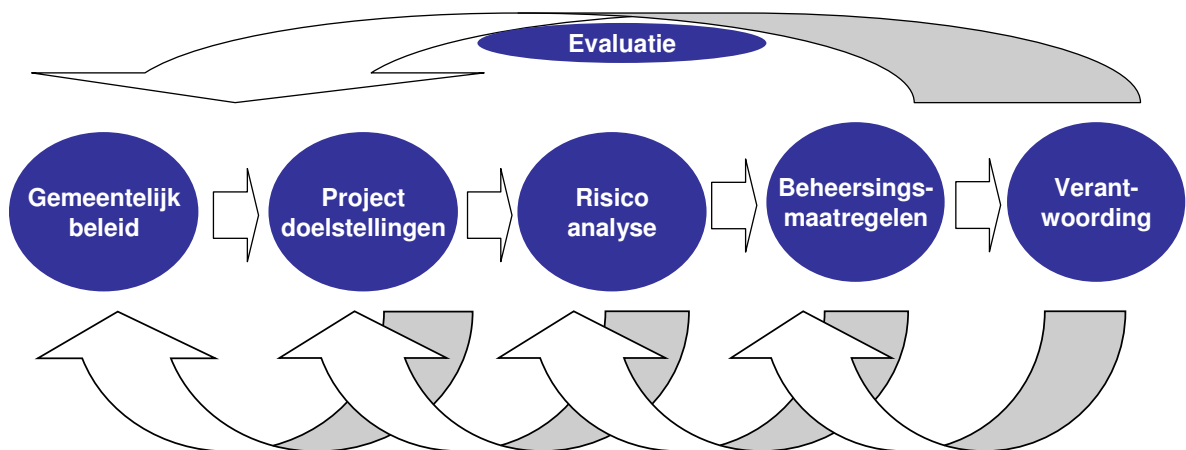 Evaluatie
Gemeentelijk
beleid
Project
doelstellingen
Risico
analyse
Beheersings-
maatregelen
Verant-
woording